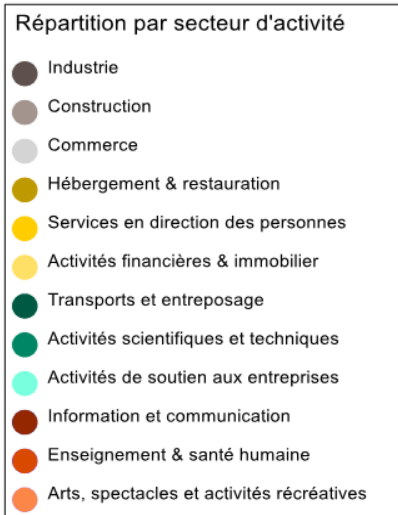 Répartition par secteur d'activité
Industrie
Construction
Commerce
Hébergement & restauration
Services en direction des personnes
Activités financières & immobilier
Transports et entreposage
Activités scientifiques et techniques
Activités de soutien aux entreprises
Information et communication
Enseignement & santé humaine
Arts, spectacles et activités récréatives